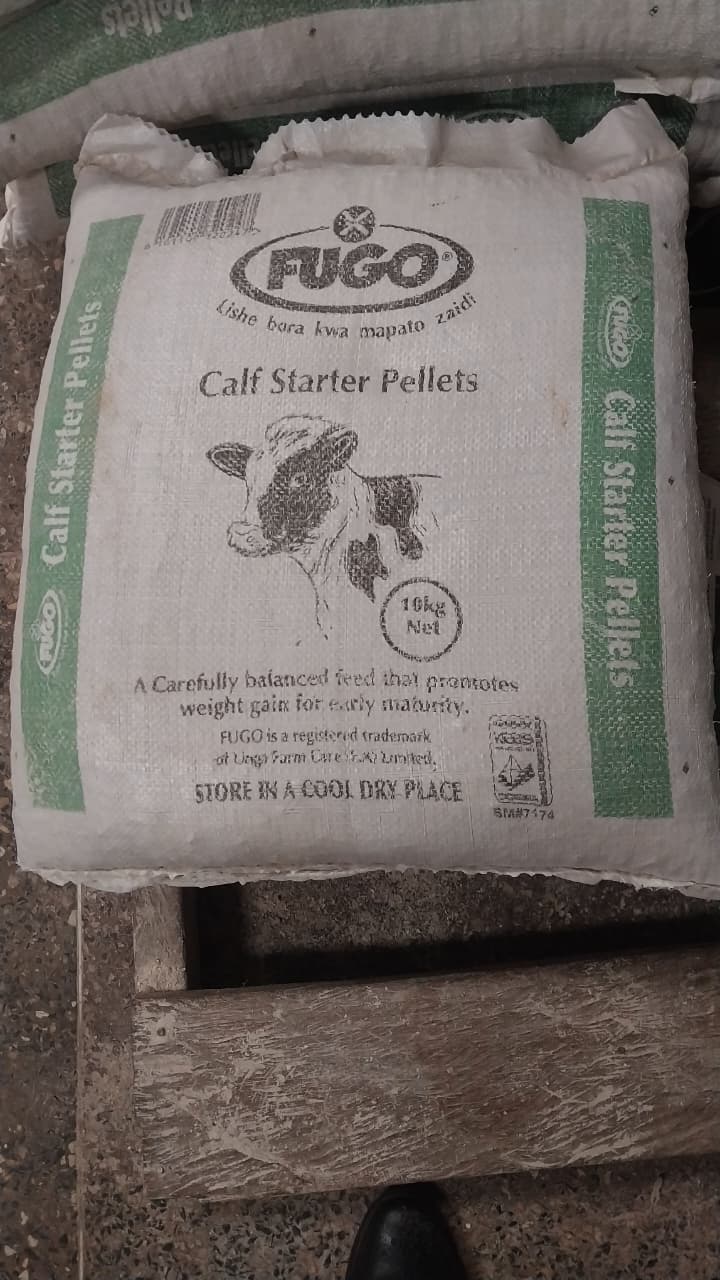 Pellets
FUGO®
Lishe bora kwa mapato zaidi
Calf Starter Pellets
10kg
Net
A Carefully balanced feed that promotes
weight gain for early maturity.
FUGO is a registered trademark
of Unga Farm Care (E.A) Limited.
STORE IN A COOL DRY PLACE
SM#7174
FUGO Calf Starter Pellets
FUGO Calf Starter Pellets